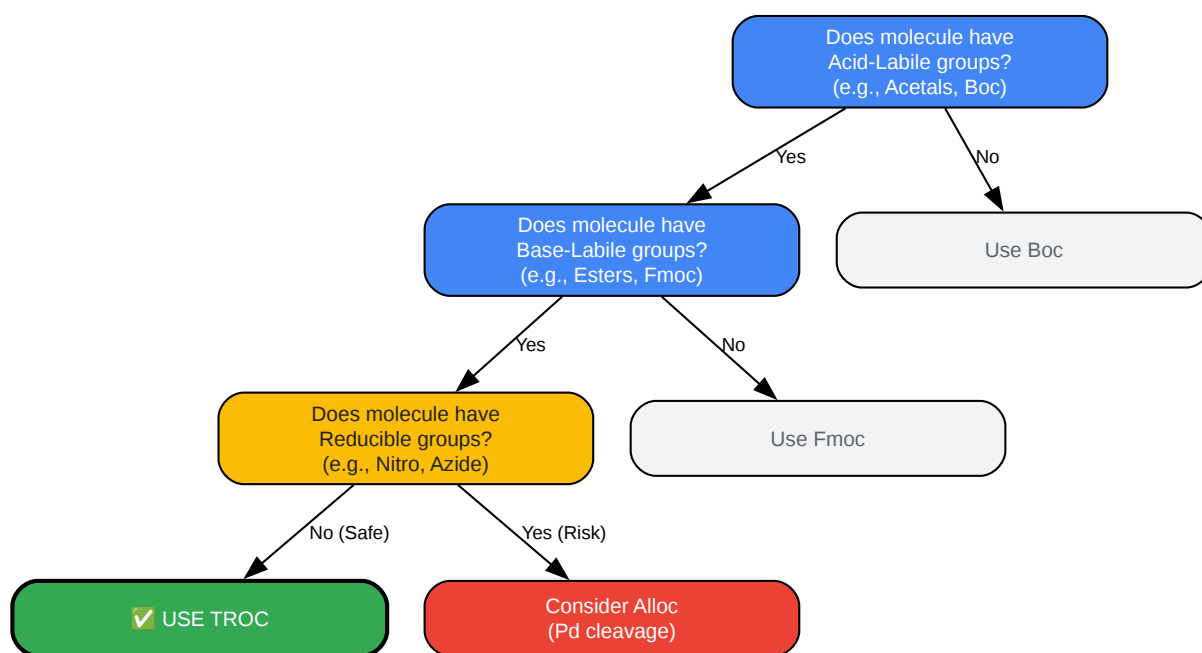 Does molecule have
Acid-Labile groups?
(e.g., Acetals, Boc)
Yes
No
Does molecule have
Base-Labile groups?
(e.g., Esters, Fmoc)
Use Boc
Yes
No
Does molecule have
Reducible groups?
(e.g., Nitro, Azide)
Use Fmoc
No (Safe)
Yes (Risk)
✅ USE TROC
Consider Alloc
(Pd cleavage)